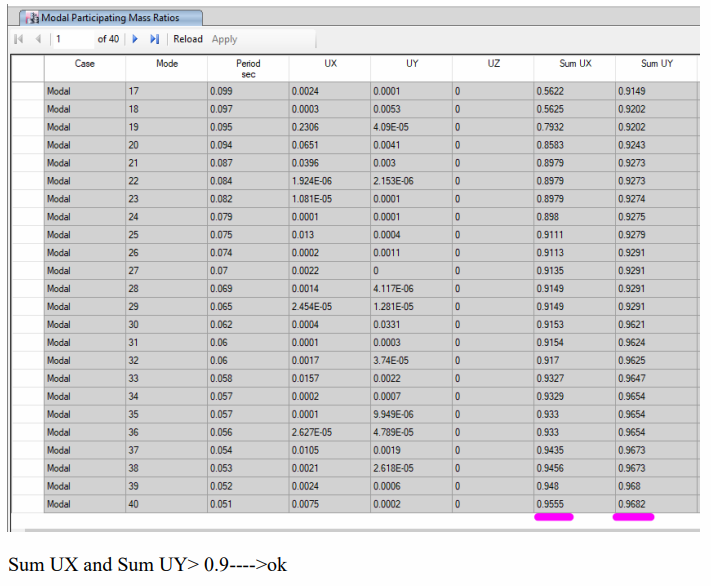 Modal Participating Mass Ratios
1 of 40 Reload Apply
Case Mode Period sec UX UY UZ Sum UX Sum UY
Modal 17 0.099 0.0024 0.0001 0 0.5622 0.9149
Modal 18 0.097 0.0003 0.0053 0 0.5625 0.9202
Modal 19 0.095 0.2306 4.09E-05 0 0.7932 0.9202
Modal 20 0.094 0.0651 0.0041 0 0.8583 0.9243
Modal 21 0.087 0.0396 0.003 0 0.8979 0.9273
Modal 22 0.084 1.924E-06 2.153E-06 0 0.8979 0.9273
Modal 23 0.082 1.081E-05 0.0001 0 0.8979 0.9274
Modal 24 0.079 0.0001 0.0001 0 0.898 0.9275
Modal 25 0.075 0.013 0.0004 0 0.9111 0.9279
Modal 26 0.074 0.0002 0.0011 0 0.9113 0.9291
Modal 27 0.07 0.0022 0 0 0.9135 0.9291
Modal 28 0.069 0.0014 4.117E-06 0 0.9149 0.9291
Modal 29 0.065 2.454E-05 1.281E-05 0 0.9149 0.9291
Modal 30 0.062 0.0004 0.0331 0 0.9153 0.9621
Modal 31 0.06 0.0001 0.0003 0 0.9154 0.9624
Modal 32 0.06 0.0017 3.74E-05 0 0.917 0.9625
Modal 33 0.058 0.0157 0.0022 0 0.9327 0.9647
Modal 34 0.057 0.0002 0.0007 0 0.9329 0.9654
Modal 35 0.057 0.0001 9.949E-06 0 0.933 0.9654
Modal 36 0.056 2.627E-05 4.789E-05 0 0.933 0.9654
Modal 37 0.054 0.0105 0.0019 0 0.9435 0.9673
Modal 38 0.053 0.0021 2.618E-05 0 0.9456 0.9673
Modal 39 0.052 0.0024 0.0006 0 0.948 0.968
Modal 40 0.051 0.0075 0.0002 0 0.9555 0.9682
Sum UX and Sum UY> 0.9---->ok